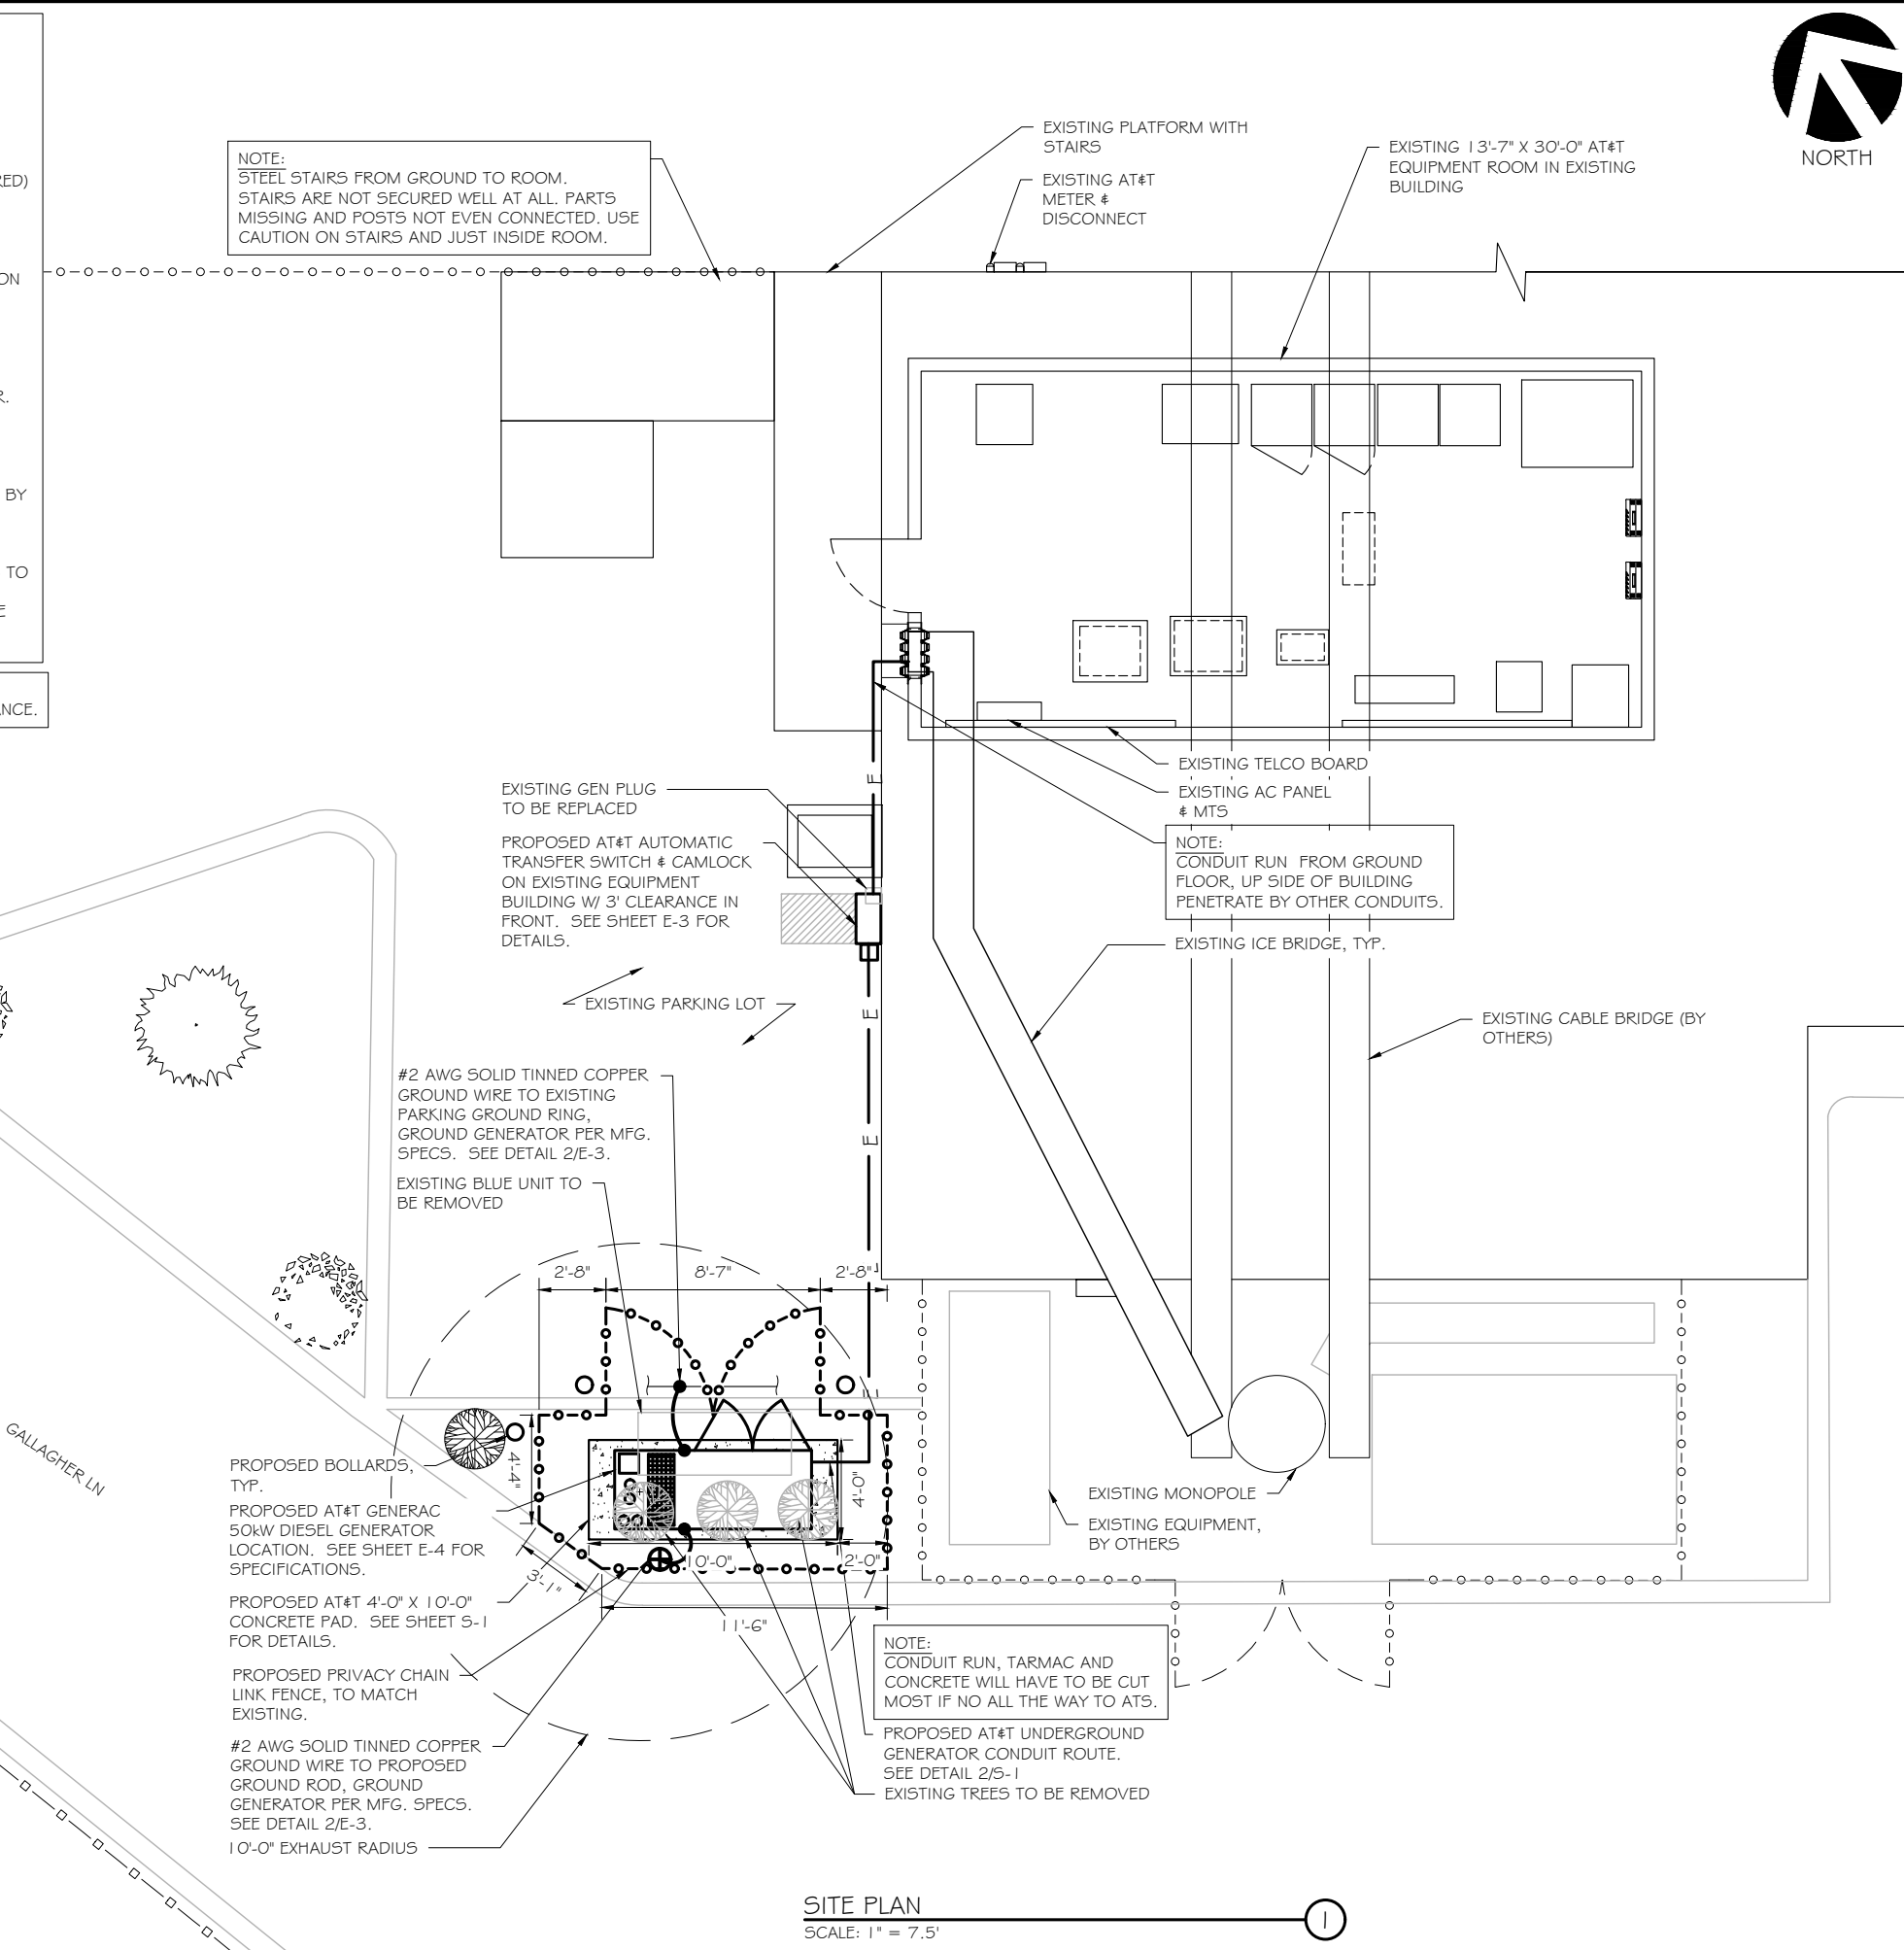 RED)
ON
R.
BY
TO
E
ANCE.
NORTH
NOTE:
STEEL STAIRS FROM GROUND TO ROOM.
STAIRS ARE NOT SECURED WELL AT ALL. PARTS
MISSING AND POSTS NOT EVEN CONNECTED. USE
CAUTION ON STAIRS AND JUST INSIDE ROOM.
EXISTING PLATFORM WITH
STAIRS
EXISTING AT&T
METER &
DISCONNECT
EXISTING 13'-7" X 30'-0" AT&T
EQUIPMENT ROOM IN EXISTING
BUILDING
EXISTING TELCO BOARD
EXISTING AC PANEL
& MTS
NOTE:
CONDUIT RUN FROM GROUND
FLOOR, UP SIDE OF BUILDING
PENETRATE BY OTHER CONDUITS.
EXISTING GEN PLUG
TO BE REPLACED
PROPOSED AT&T AUTOMATIC
TRANSFER SWITCH & CAMLOCK
ON EXISTING EQUIPMENT
BUILDING W/ 3' CLEARANCE IN
FRONT. SEE SHEET E-3 FOR
DETAILS.
EXISTING ICE BRIDGE, TYP.
EXISTING PARKING LOT
EXISTING CABLE BRIDGE (BY
OTHERS)
E
E
E
E
#2 AWG SOLID TINNED COPPER
GROUND WIRE TO EXISTING
PARKING GROUND RING,
GROUND GENERATOR PER MFG.
SPECS. SEE DETAIL 2/E-3.
EXISTING BLUE UNIT TO
BE REMOVED
2'-8"
8'-7"
2'-8"
4'-4"
4'-0"
10'-0"
2'-0"
3'-1"
11'-6"
GALLAGHER LN
PROPOSED BOLLARDS,
TYP.
PROPOSED AT&T GENERAC
50kW DIESEL GENERATOR
LOCATION. SEE SHEET E-4 FOR
SPECIFICATIONS.
PROPOSED AT&T 4'-0" X 10'-0"
CONCRETE PAD. SEE SHEET S-1
FOR DETAILS.
PROPOSED PRIVACY CHAIN
LINK FENCE, TO MATCH
EXISTING.
#2 AWG SOLID TINNED COPPER
GROUND WIRE TO PROPOSED
GROUND ROD, GROUND
GENERATOR PER MFG. SPECS.
SEE DETAIL 2/E-3.
10'-0" EXHAUST RADIUS
EXISTING MONOPOLE
EXISTING EQUIPMENT,
BY OTHERS
NOTE:
CONDUIT RUN, TARMAC AND
CONCRETE WILL HAVE TO BE CUT
MOST IF NO ALL THE WAY TO ATS.
PROPOSED AT&T UNDERGROUND
GENERATOR CONDUIT ROUTE.
SEE DETAIL 2/S-1
EXISTING TREES TO BE REMOVED
SITE PLAN
SCALE: 1" = 7.5'
1